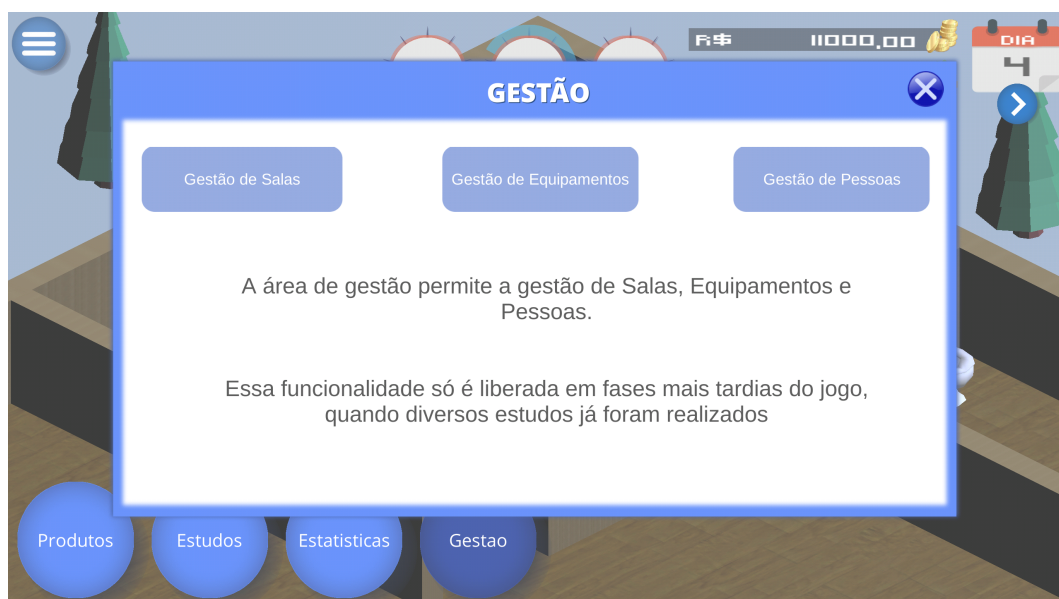 R$ 11000,00
DIA
4
GESTÃO
Gestão de Salas
Gestão de Equipamentos
Gestão de Pessoas
A área de gestão permite a gestão de Salas, Equipamentos e
Pessoas.
Essa funcionalidade só é liberada em fases mais tardias do jogo,
quando diversos estudos já foram realizados
Produtos
Estudos
Estatisticas
Gestao